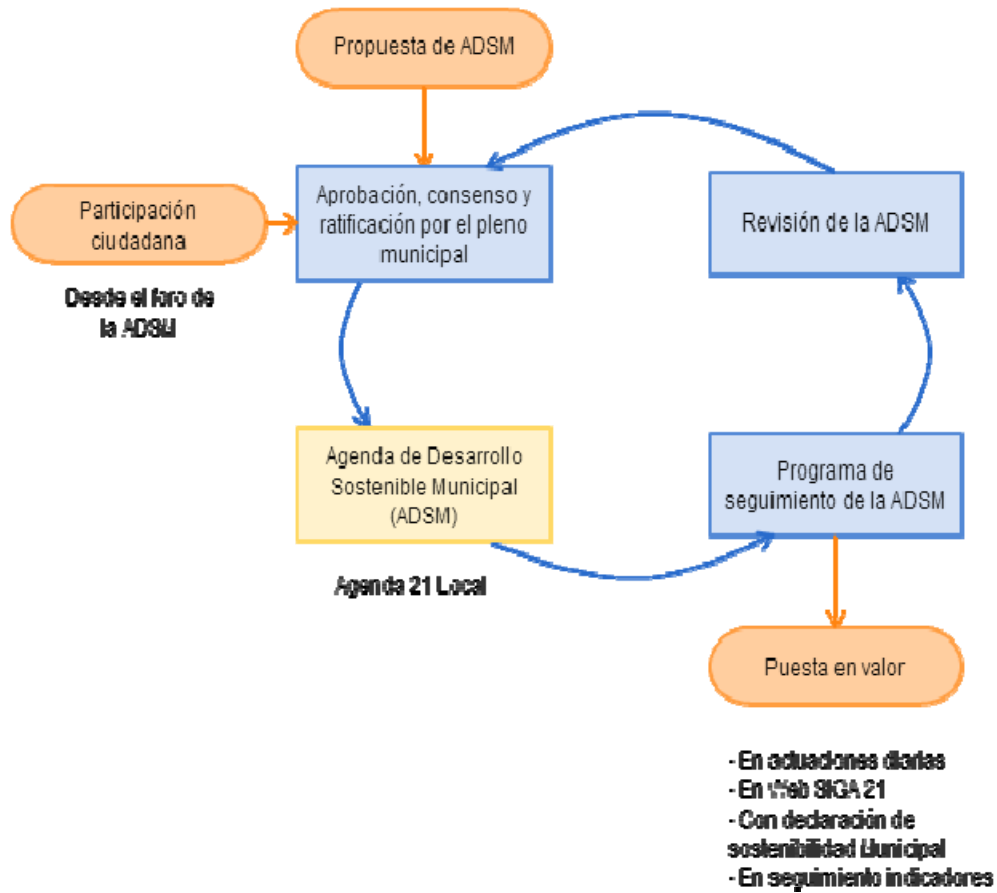 Propuesta de ADSM
Participación
ciudadana
Desde el foro de
la ADSM
Aprobación, consenso y
ratificación por el pleno
municipal
Revisión de la ADSM
Agenda de Desarrollo
Sostenible Municipal
(ADSM)
Agenda 21 Local
Programa de
seguimiento de la ADSM
Puesta en valor
- En actuaciones diarias
- En Web SIGA 21
- Con declaración de
sostenibilidad Municipal
- En seguimiento indicadores